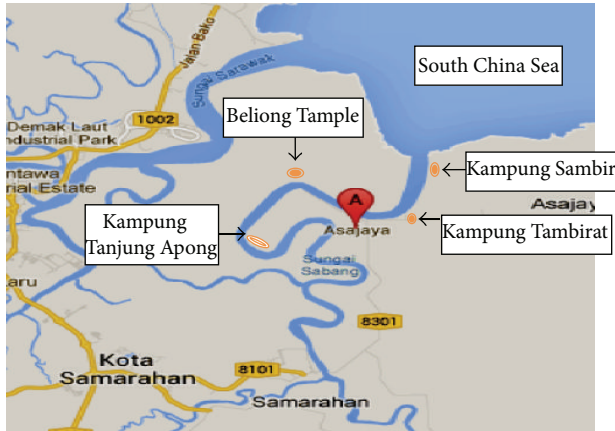 Jalan Bako
Sungai Sarawak
South China Sea
1002
Demak Laut
ndustrial Park
Beliong Tample
ntawa
rial Estate
A
Kampung Sambir
Asajay
Kampung
Tanjung Apong
Asajaya
Kampung Tambirat
Sungai
Sabang
aru
8301
Kota
Samarahan
8101
Samarahan